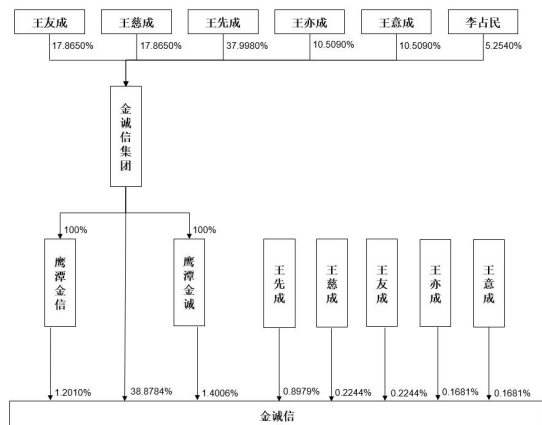 王友成 王慈成 王先成 王亦成 王意成 李占民
17.8650% 17.8650% 37.9980% 10.5090% 10.5090% 5.2540%
金诚信集团
100% 100%
鹰潭金信 鹰潭金诚 王先成 王慈成 王友成 王亦成 王意成
1.2010% 38.8784% 1.4006% 0.8979% 0.2244% 0.2244% 0.1681% 0.1681%
金诚信